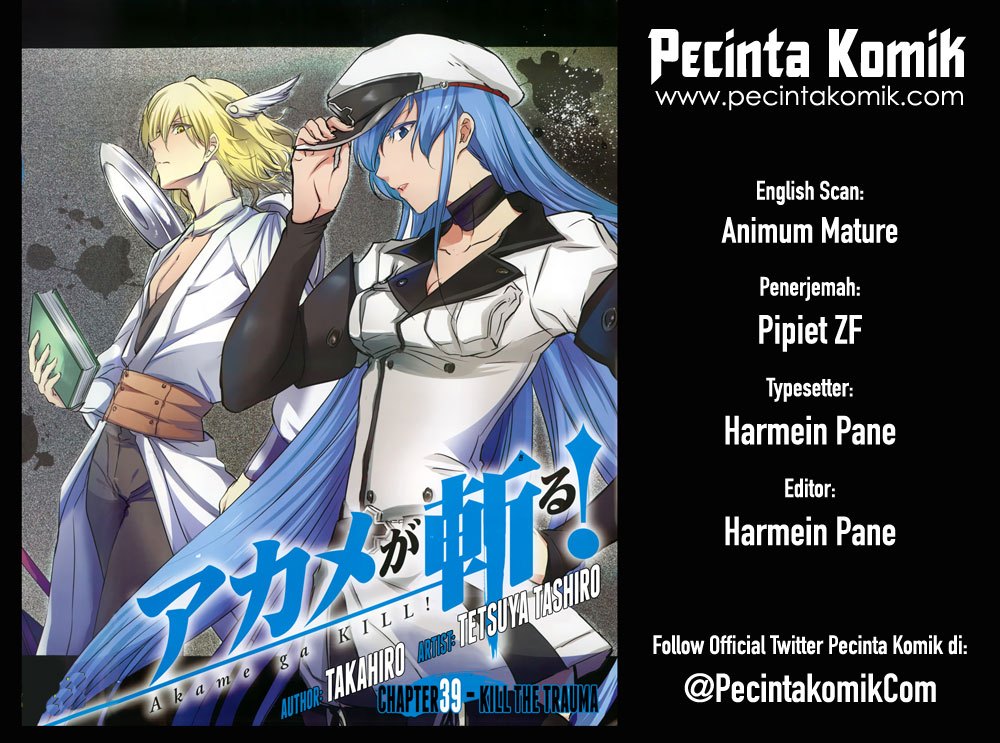 アカメが斬る!
Akame ga KILL!
AUTHOR: TAKAHIRO
ARTIST: TETSUYA TASHIRO
CHAPTER 39 - KILL THE TRAUMA
Pecinta Komik
www.pecintakomik.com
English Scan:
Animum Mature
Penerjemah:
Pipiet ZF
Typesetter:
Harmein Pane
Editor:
Harmein Pane
Follow Official Twitter Pecinta Komik di:
@PecintakomikCom